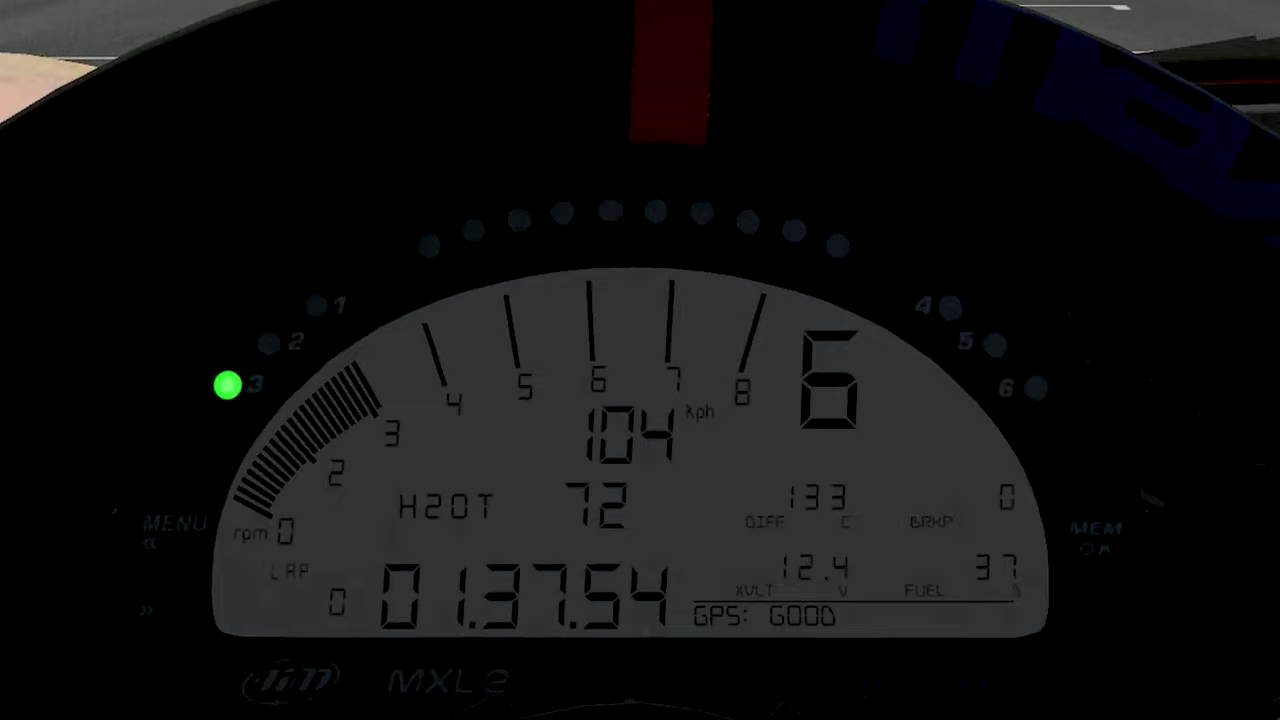 1
2
3
4
5
6
4 5 6 7 8
3
2
rpm 0
6
104 kph
H2OT 72
133
DIFF C
0
BRKP
12.4
XVLT V
37
FUEL %
LAP
0
01.37.54
GPS: GOOD
MENU
«
»
MEM
OK
AiM MXL2